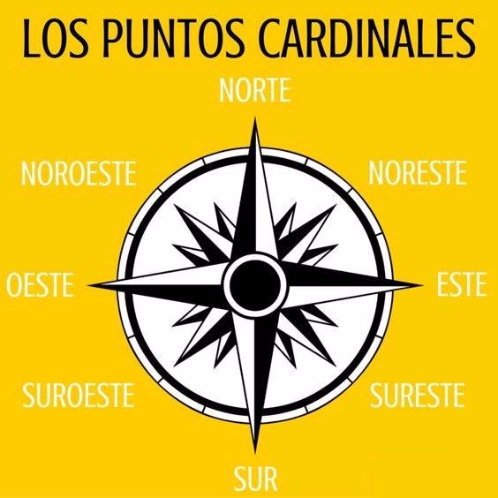 LOS PUNTOS CARDINALES
NORTE
NOROESTE
NORESTE
OESTE
ESTE
SUROESTE
SURESTE
SUR